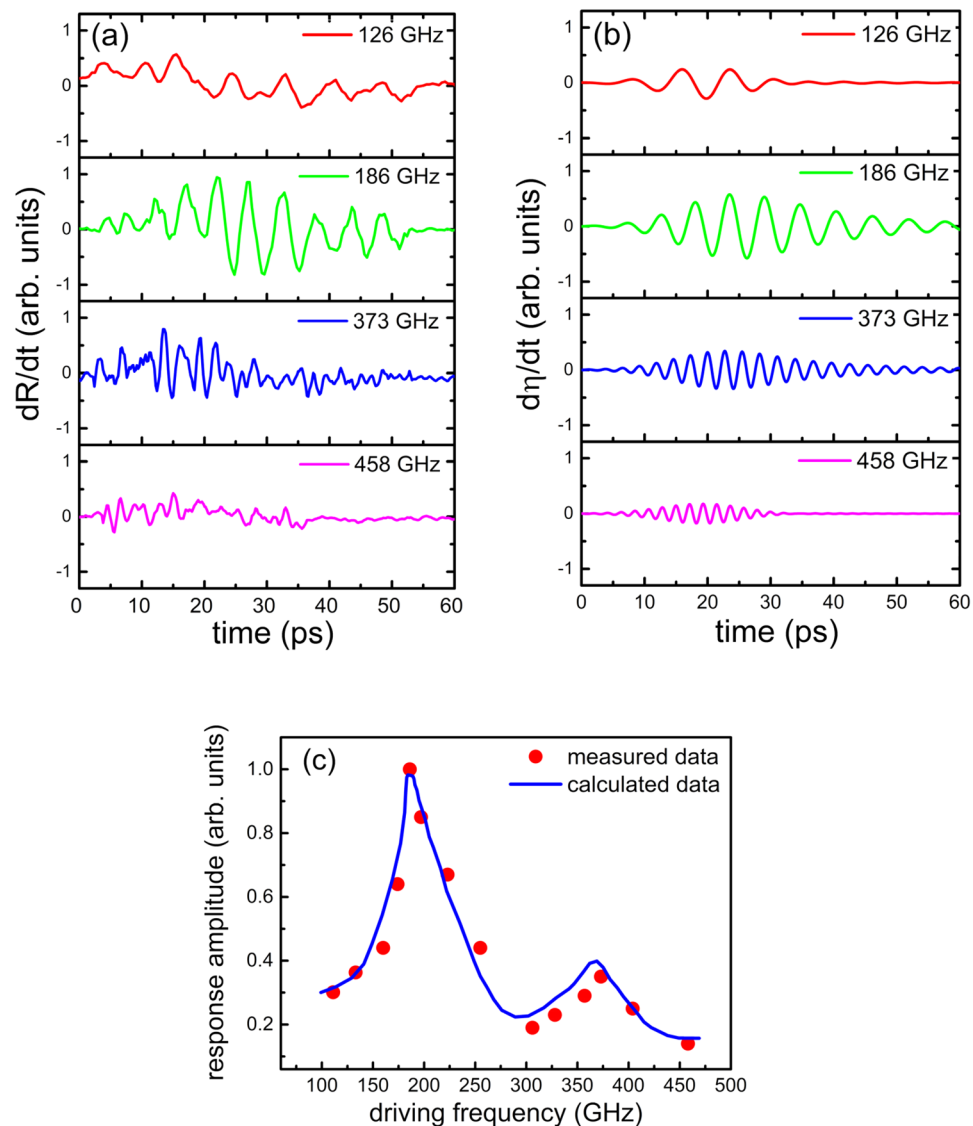 (a)
126 GHz
186 GHz
373 GHz
458 GHz
1
0
-1
1
0
-1
1
0
-1
1
0
-1
dR/dt (arb. units)
0 10 20 30 40 50 60
time (ps)
(b)
126 GHz
186 GHz
373 GHz
458 GHz
1
0
-1
1
0
-1
1
0
-1
1
0
-1
dη/dt (arb. units)
0 10 20 30 40 50 60
time (ps)
(c)
measured data
calculated data
1.0
0.8
0.6
0.4
0.2
response amplitude (arb. units)
100 150 200 250 300 350 400 450 500
driving frequency (GHz)